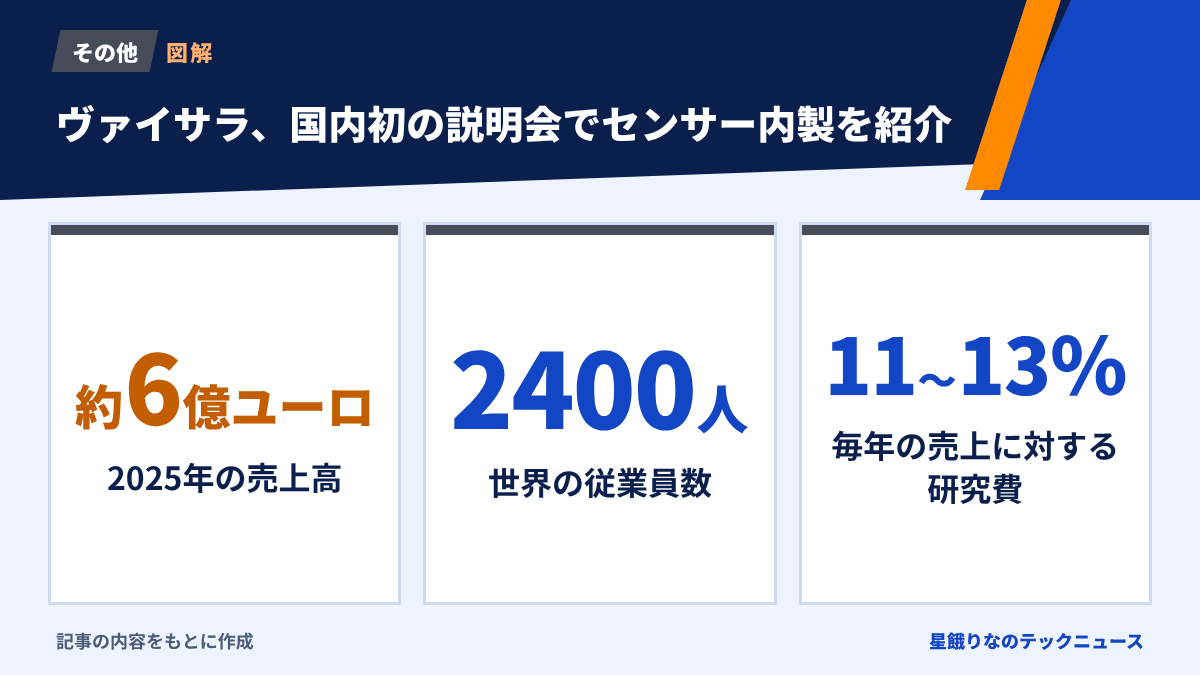 その他 図解
ヴァイサラ、国内初の説明会でセンサー内製を紹介
約6億ユーロ
2025年の売上高
2400人
世界の従業員数
11〜13%
毎年の売上に対する
研究費
記事の内容をもとに作成
星餓りなのテックニュース